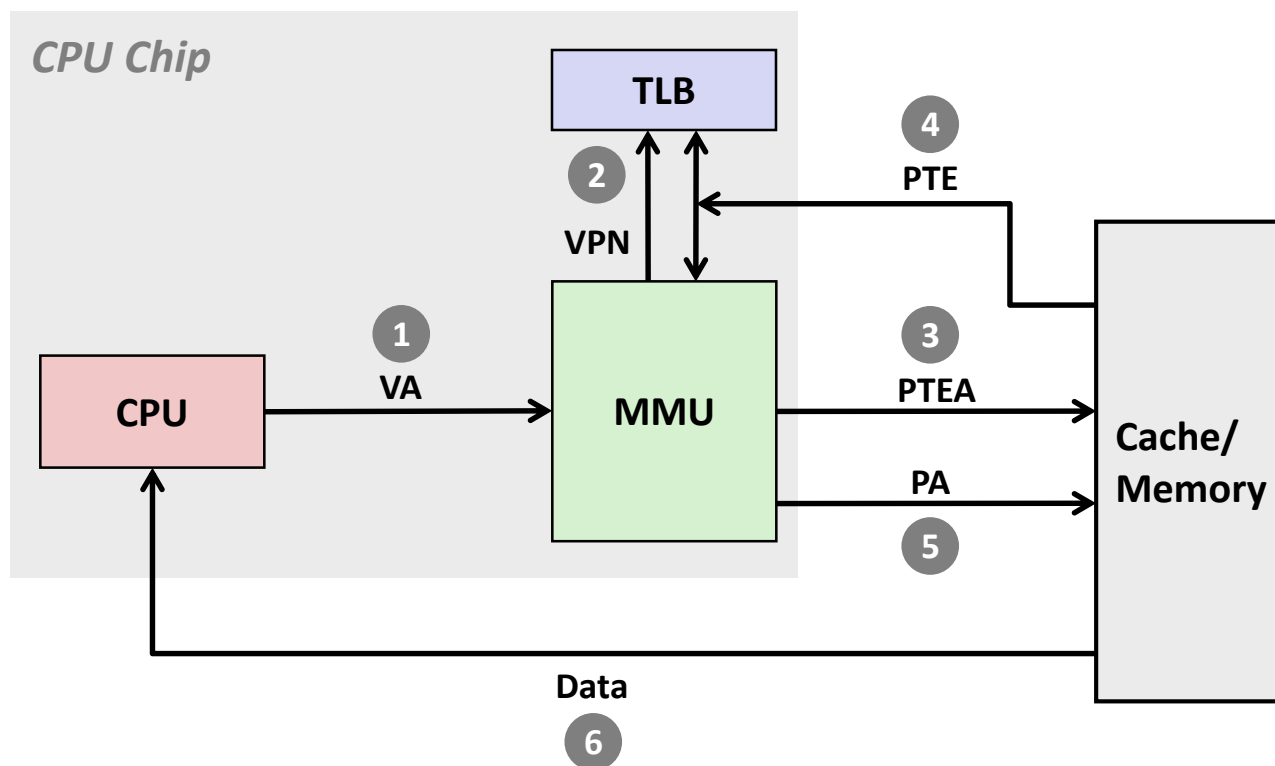 CPU Chip
TLB
4
PTE
2
VPN
1
VA
3
PTEA
CPU
MMU
Cache/
Memory
PA
5
Data
6